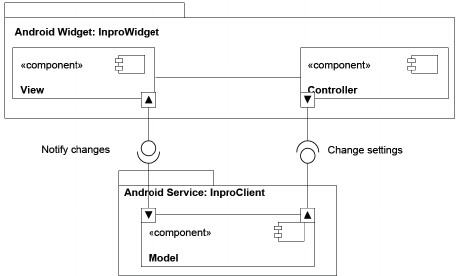 Android Widget: InproWidget
«component»
View
«component»
Controller
Notify changes
Change settings
Android Service: InproClient
«component»
Model